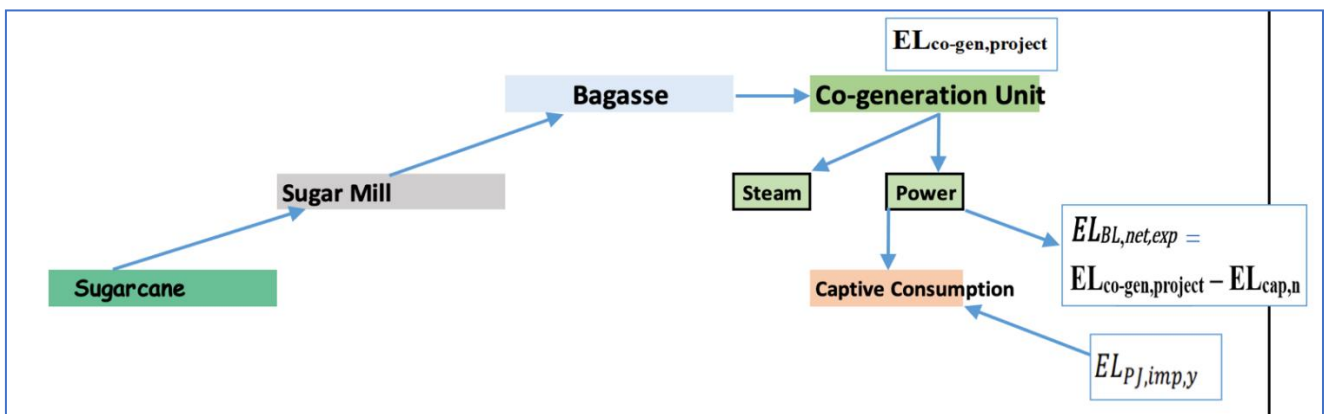 ELco-gen,project
Bagasse
Co-generation Unit
Sugar Mill
Steam
Power
ELBL,net,exp =
ELco-gen,project – ELcap,n
Sugarcane
Captive Consumption
ELPJ,imp,y